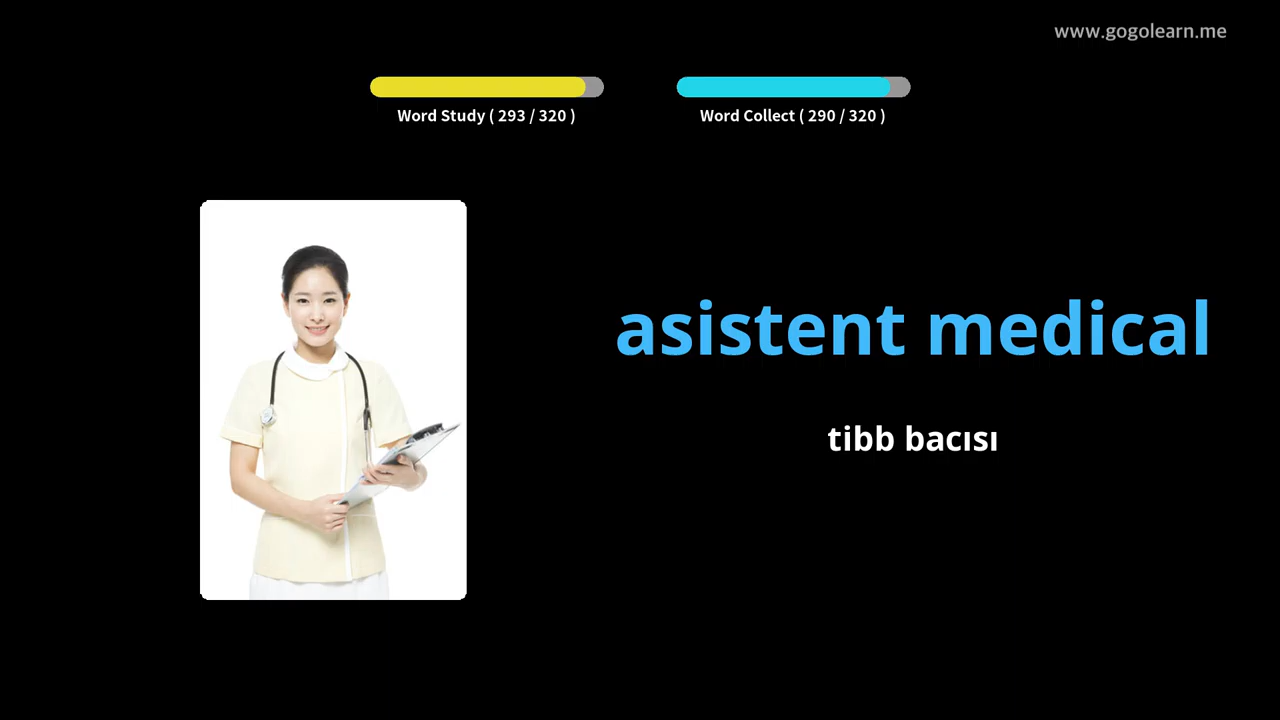 www.gogolearn.me
Word Study ( 293 / 320 )
Word Collect ( 290 / 320 )
asistent medical
tibb bacısı